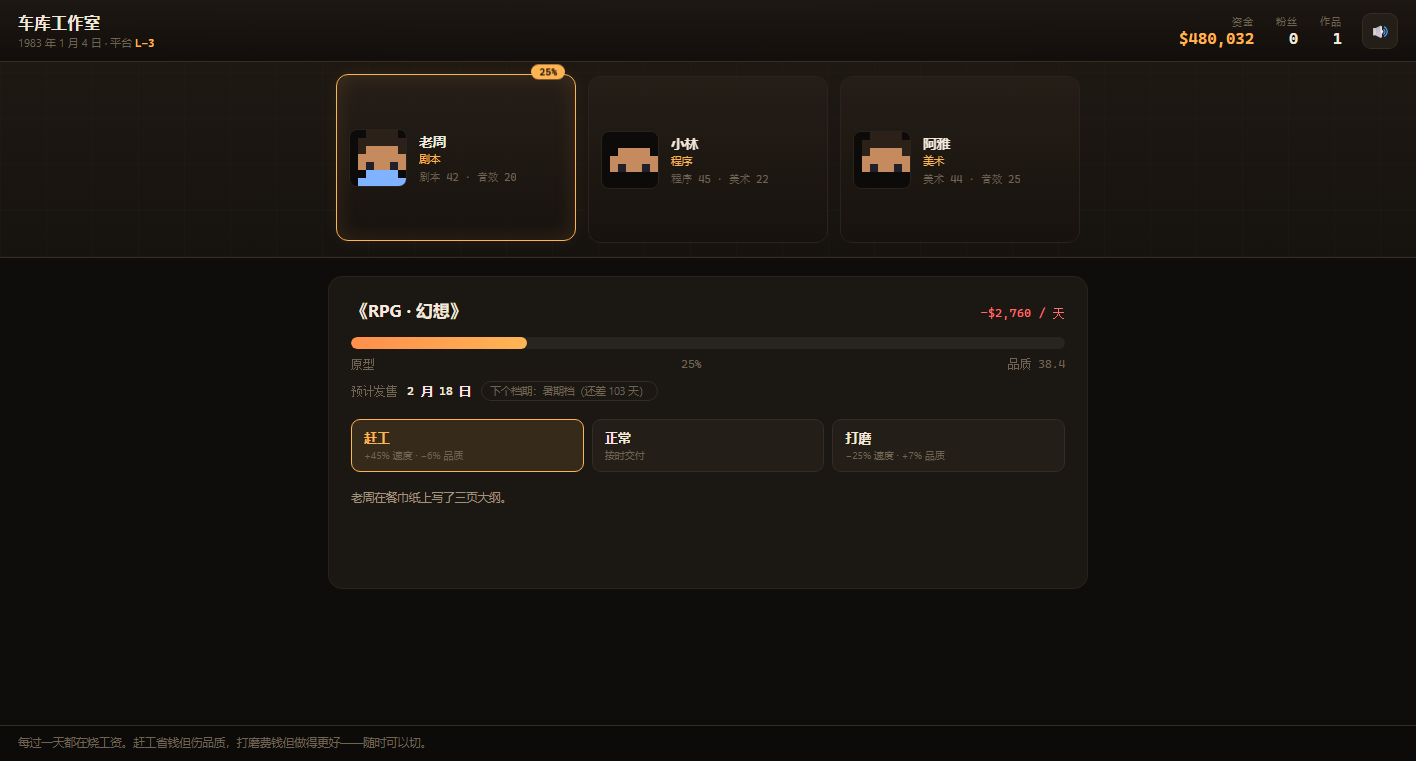 车库工作室
1983 年 1 月 4 日 · 平台 L-3
资金 粉丝 作品
$480,032 0 1
25%
老周
剧本
剧本 42 · 音效 20
小林
程序
程序 45 · 美术 22
阿雅
美术
美术 44 · 音效 25
《RPG · 幻想》
-$2,760 / 天
原型 25% 品质 38.4
预计发售 2 月 18 日 下个档期：暑期档（还差 103 天）
赶工
+45% 速度 · -6% 品质
正常
按时交付
打磨
-25% 速度 · +7% 品质
老周在餐巾纸上写了三页大纲。
每过一天都在烧工资。赶工省钱但伤品质，打磨费钱但做得更好——随时可以切。